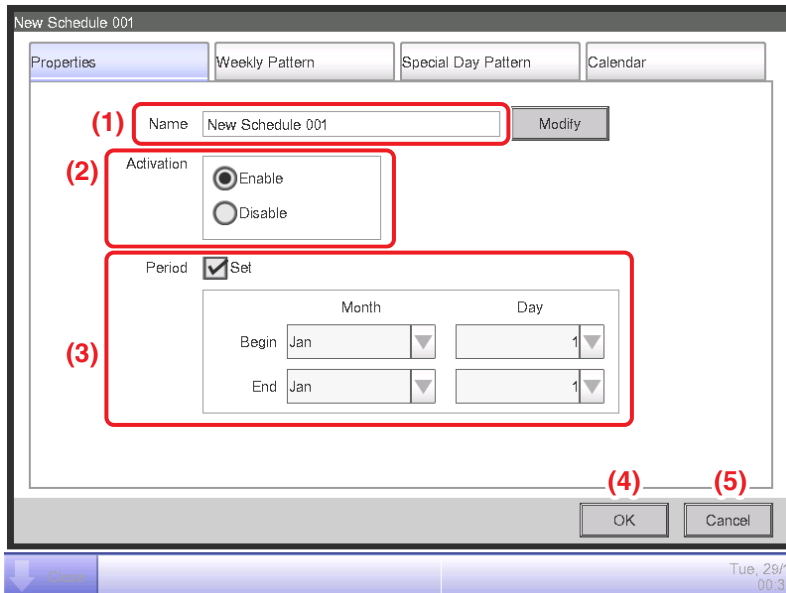 New Schedule 001
Properties Weekly Pattern Special Day Pattern Calendar
(1) Name New Schedule 001 Modify
(2) Activation
Enable
Disable
Period Set
(3)
Month Day
Begin Jan 1
End Jan 1
(4) (5)
OK Cancel
Tue, 29/
00:3